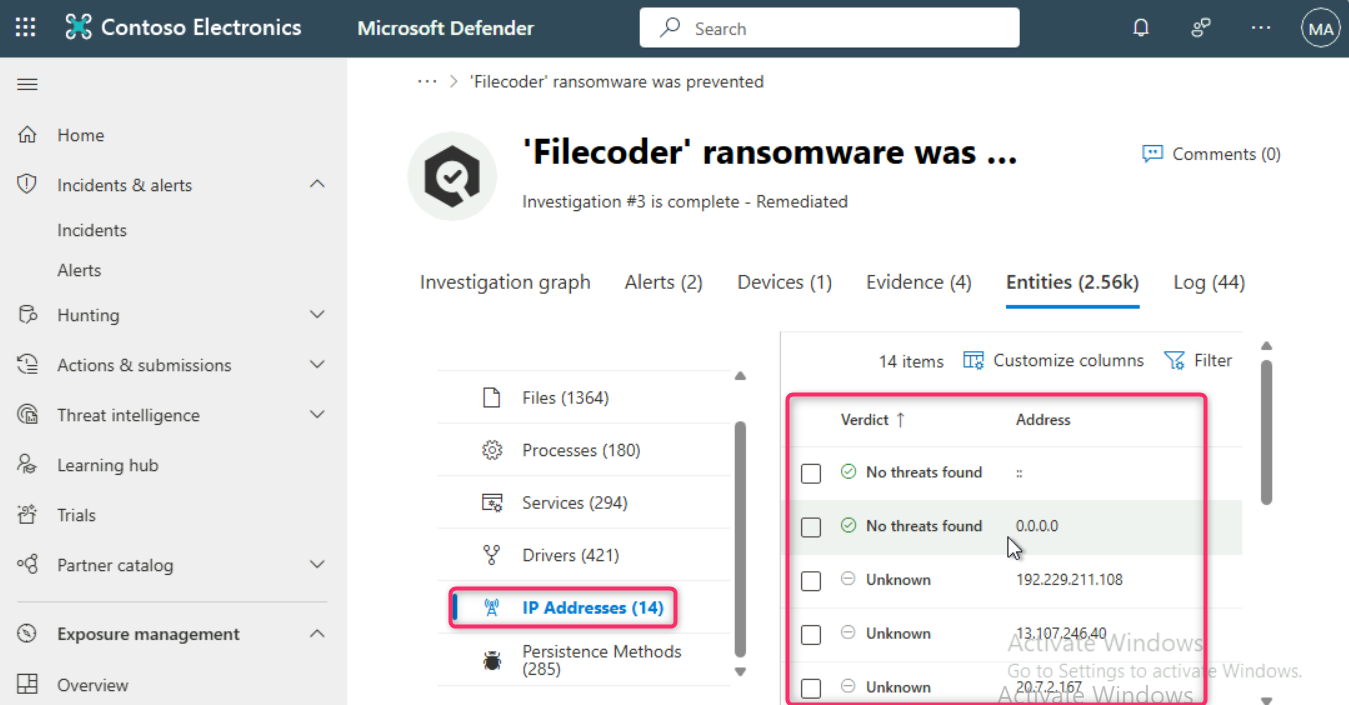 Contoso Electronics
Microsoft Defender
Search
MA
Home
Incidents & alerts
Incidents
Alerts
Hunting
Actions & submissions
Threat intelligence
Learning hub
Trials
Partner catalog
Exposure management
Overview
··· > 'Filecoder' ransomware was prevented
'Filecoder' ransomware was ...
Investigation #3 is complete - Remediated
Comments (0)
Investigation graph
Alerts (2)
Devices (1)
Evidence (4)
Entities (2.56k)
Log (44)
Files (1364)
Processes (180)
Services (294)
Drivers (421)
IP Addresses (14)
Persistence Methods
(285)
14 items
Customize columns
Filter
Verdict ↑ Address
No threats found ::
No threats found 0.0.0.0
Unknown 192.229.211.108
Unknown 13.107.246.40
Unknown 20.7.2.167
Activate Windows
Go to Settings to activate Windows.
Activate Windows